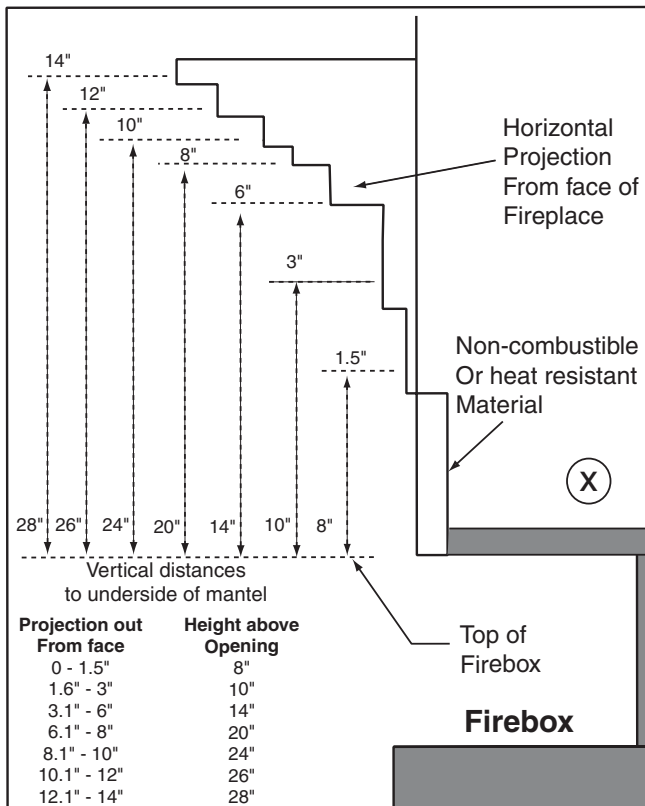 14"
12"
10"
8"
6"
3"
1.5"
Horizontal
Projection
From face of
Fireplace
Non-combustible
Or heat resistant
Material
X
28"
26"
24"
20"
14"
10"
8"
Vertical distances
to underside of mantel
Projection out
From face
Height above
Opening
0 - 1.5" 8"
1.6" - 3" 10"
3.1" - 6" 14"
6.1" - 8" 20"
8.1" - 10" 24"
10.1" - 12" 26"
12.1" - 14" 28"
Top of
Firebox
Firebox